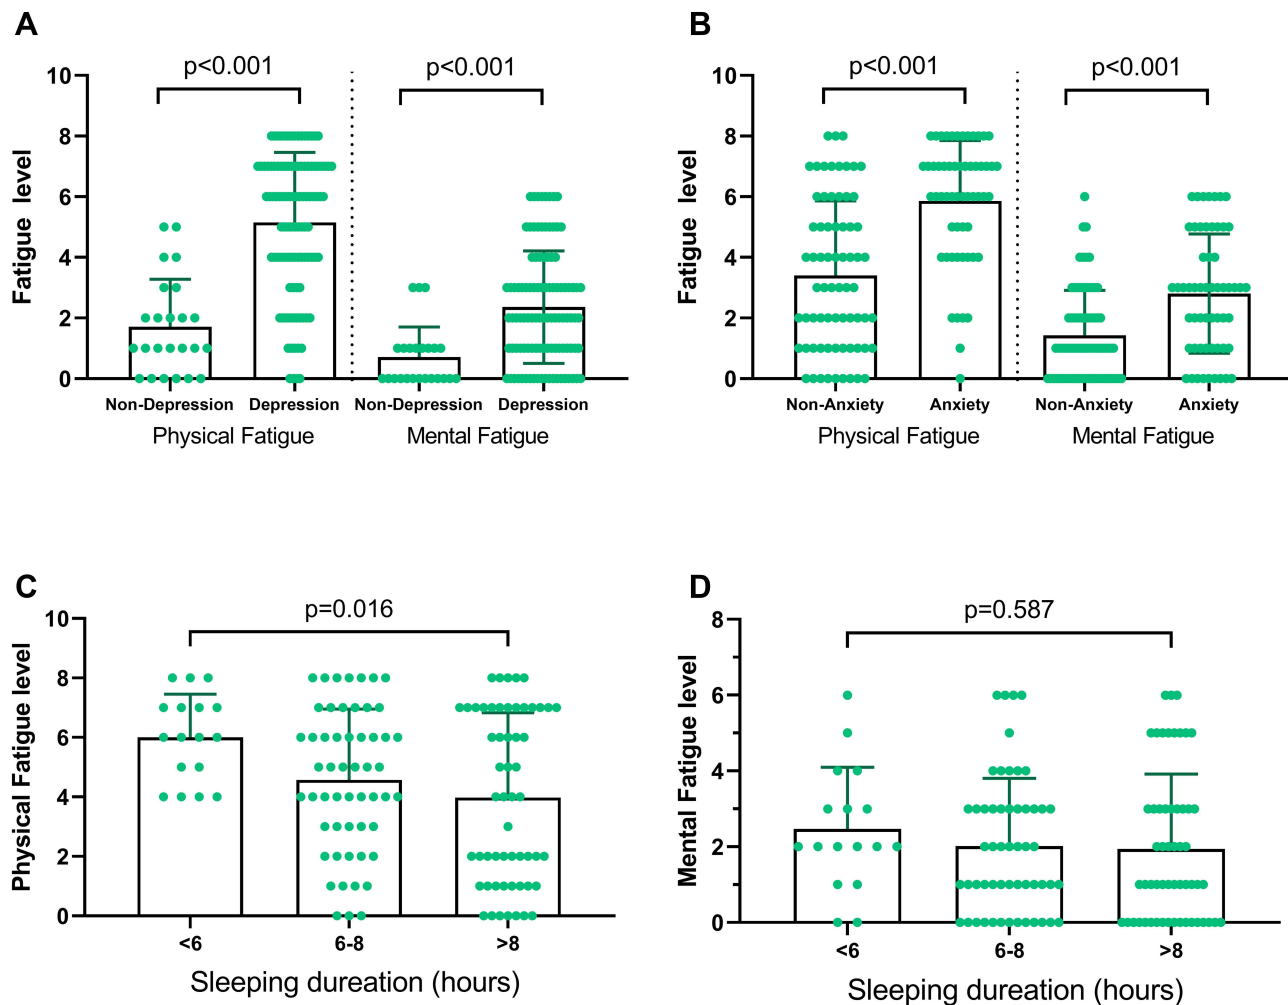 A
p<0.001
p<0.001
10
8
6
4
2
0
Fatigue level
Non-Depression
Depression
Non-Depression
Depression
Physical Fatigue
Mental Fatigue
B
p<0.001
p<0.001
10
8
6
4
2
0
Fatigue level
Non-Anxiety
Anxiety
Non-Anxiety
Anxiety
Physical Fatigue
Mental Fatigue
C
p=0.016
10
8
6
4
2
0
Physical Fatigue level
<6
6-8
>8
Sleeping dureation (hours)
D
p=0.587
8
6
4
2
0
Mental Fatigue level
<6
6-8
>8
Sleeping dureation (hours)